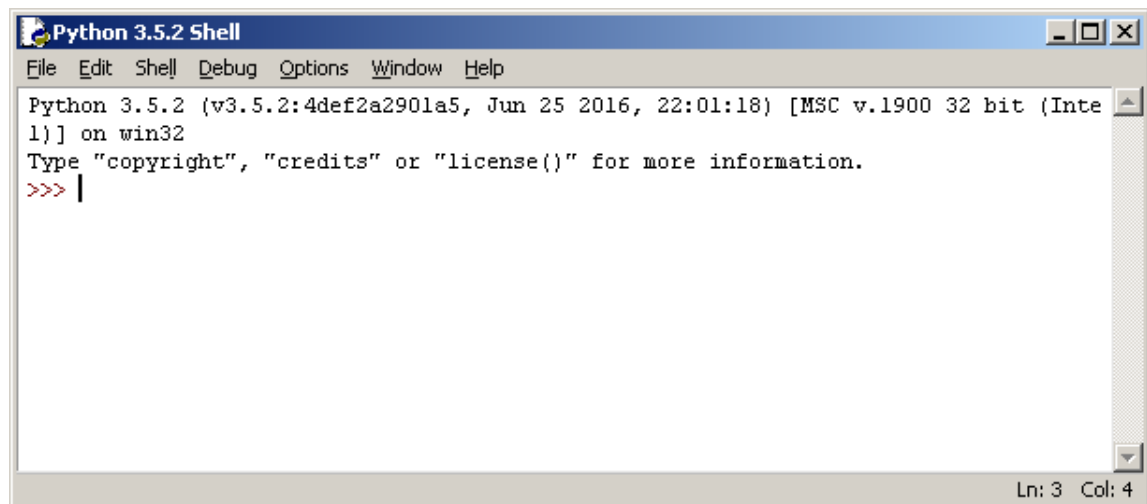 Python 3.5.2 Shell
File Edit Shell Debug Options Window Help
Python 3.5.2 (v3.5.2:4def2a2901a5, Jun 25 2016, 22:01:18) [MSC v.1900 32 bit (Inte
l)] on win32
Type "copyright", "credits" or "license()" for more information.
>>>
Ln: 3 Col: 4